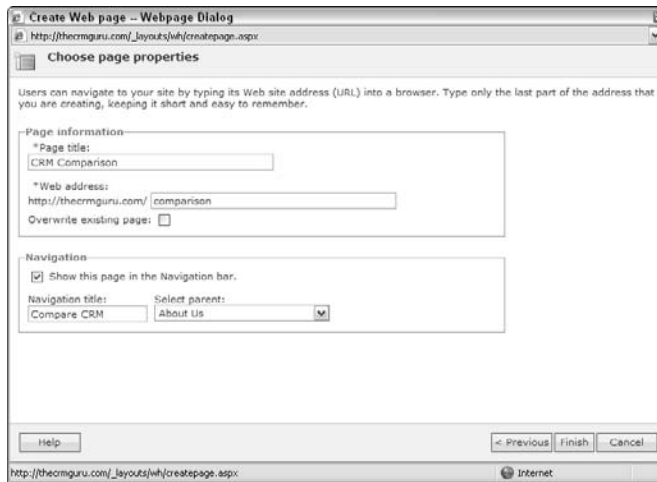 Create Web page -- Webpage Dialog
http://thecrmguru.com/_layouts/wh/createpage.aspx
Choose page properties
Users can navigate to your site by typing its Web site address (URL) into a browser. Type only the last part of the address that
you are creating, keeping it short and easy to remember.
Page information
*Page title:
CRM Comparison
*Web address:
http://thecrmguru.com/ comparison
Overwrite existing page:
Navigation
Show this page in the Navigation bar.
Navigation title: Select parent:
Compare CRM About Us
Help < Previous Finish Cancel
http://thecrmguru.com/_layouts/wh/createpage.aspx Internet